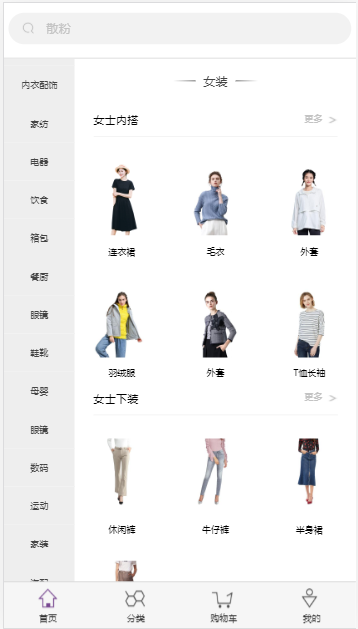 散粉
内衣配饰
家纺
电器
饮食
箱包
餐厨
眼镜
鞋靴
母婴
眼镜
数码
运动
家装
女装
女士内搭 更多 >
连衣裙 毛衣 外套
羽绒服 外套 T恤长袖
女士下装 更多 >
休闲裤 牛仔裤 半身裙
首页 分类 购物车 我的